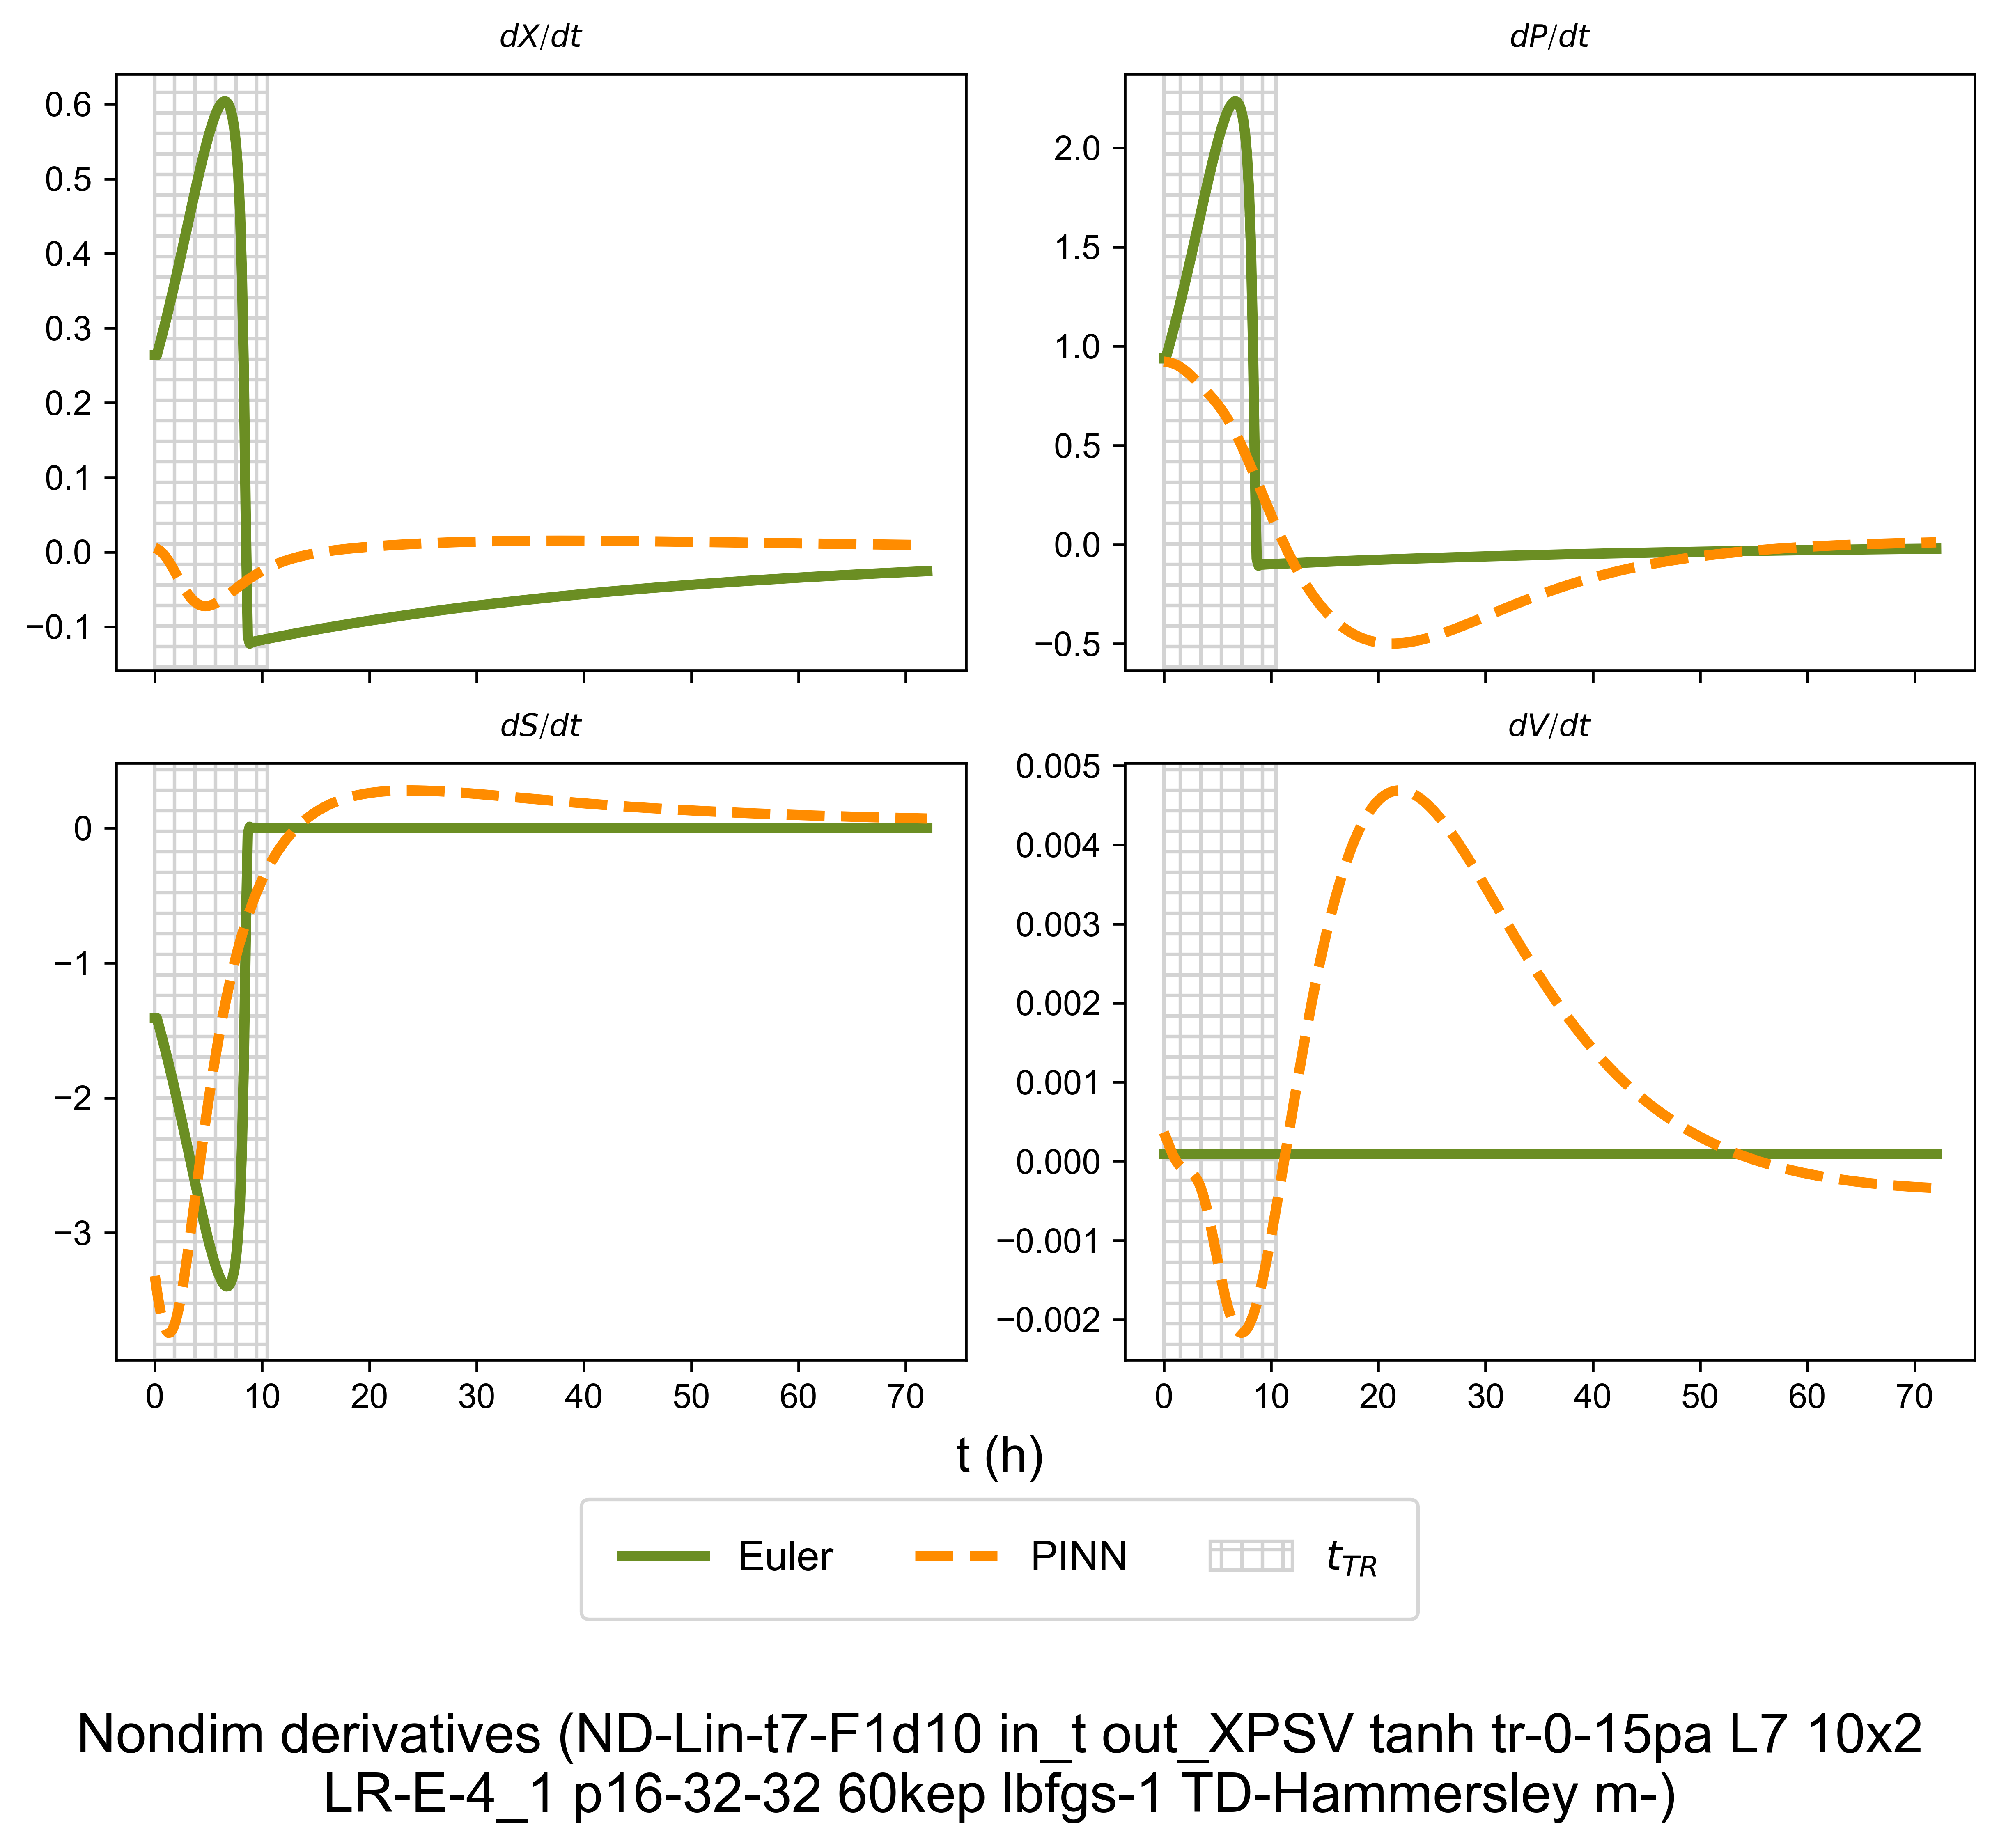 dX/dt
0.6
0.5
0.4
0.3
0.2
0.1
0.0
−0.1
dP/dt
2.0
1.5
1.0
0.5
0.0
−0.5
dS/dt
0
−1
−2
−3
0 10 20 30 40 50 60 70
dV/dt
0.005
0.004
0.003
0.002
0.001
0.000
−0.001
−0.002
0 10 20 30 40 50 60 70
t (h)
Euler PINN t_TR
Nondim derivatives (ND-Lin-t7-F1d10 in_t out_XPSV tanh tr-0-15pa L7 10x2
LR-E-4_1 p16-32-32 60kep lbfgs-1 TD-Hammersley m-)